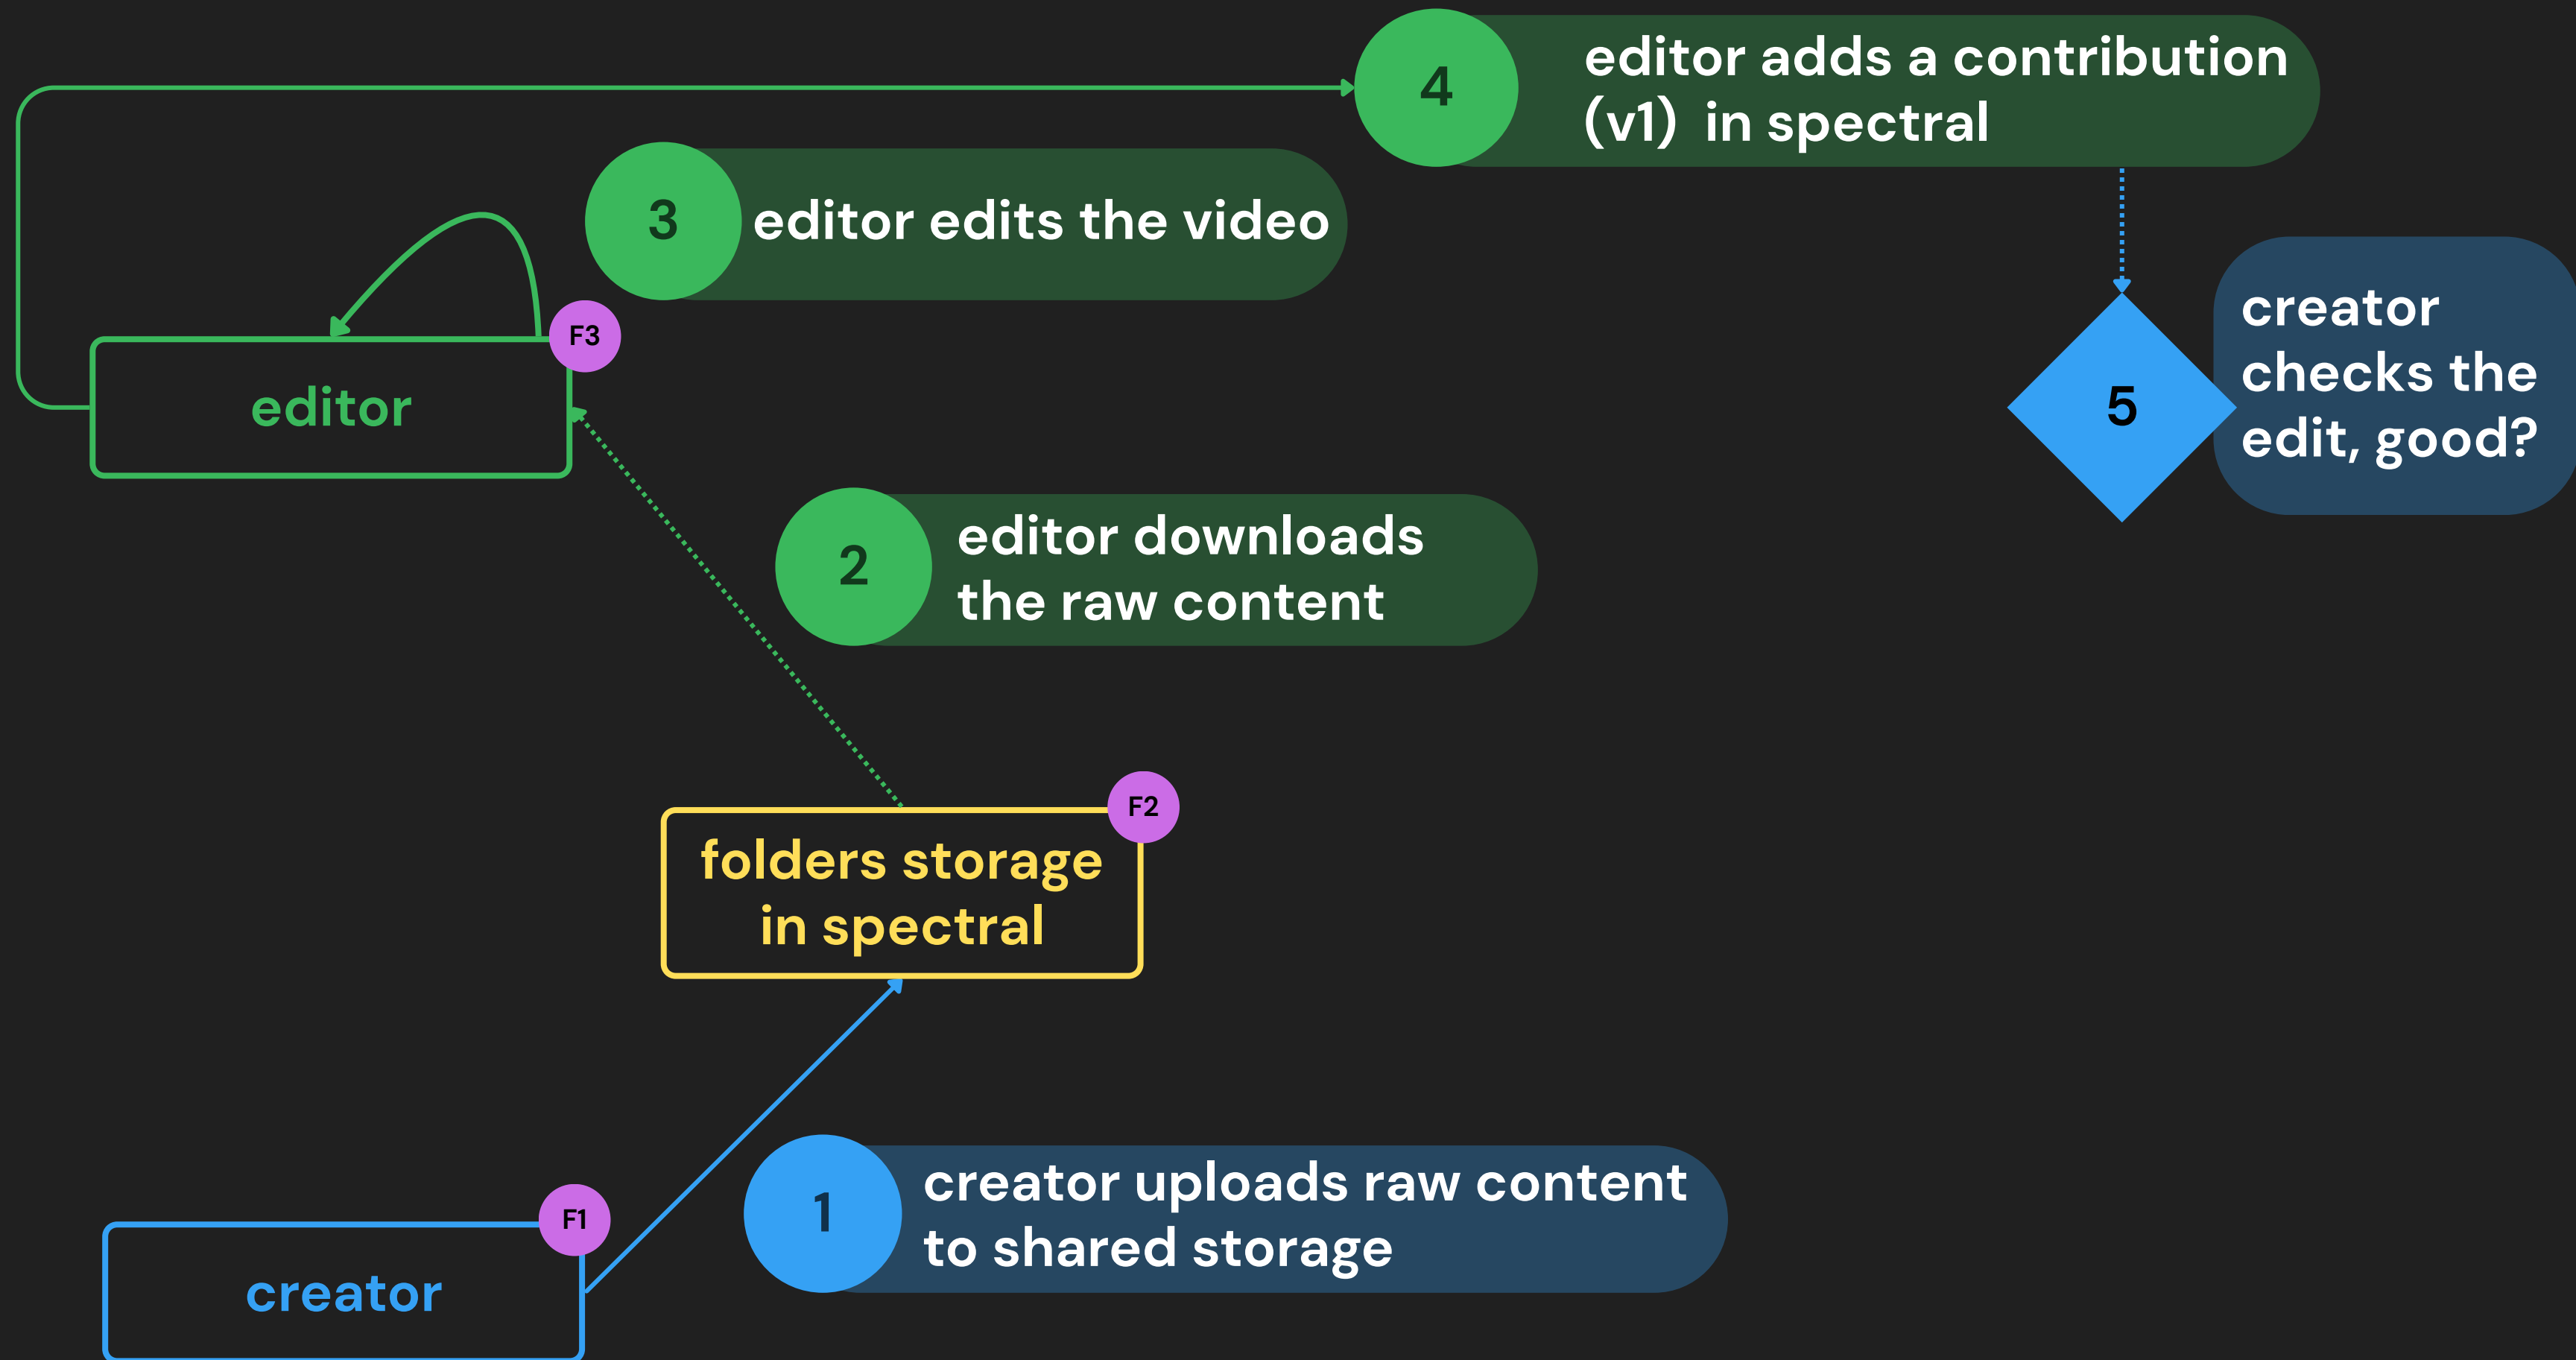 4
editor adds a contribution
(v1) in spectral
3
editor edits the video
F3
editor
5
creator
checks the
edit, good?
2
editor downloads
the raw content
F2
folders storage
in spectral
1
creator uploads raw content
to shared storage
F1
creator